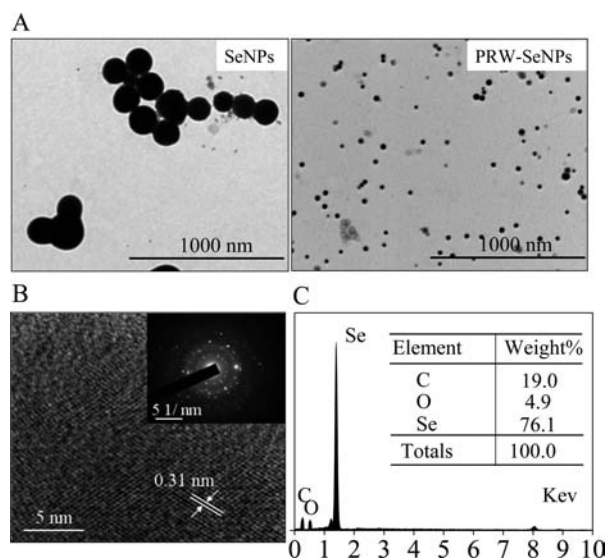 A
SeNPs
PRW-SeNPs
1000 nm
1000 nm
B
5 1/nm
0.31 nm
5 nm
C
Se
Element Weight%
C 19.0
O 4.9
Se 76.1
Totals 100.0
C
O
Kev
0 1 2 3 4 5 6 7 8 9 10